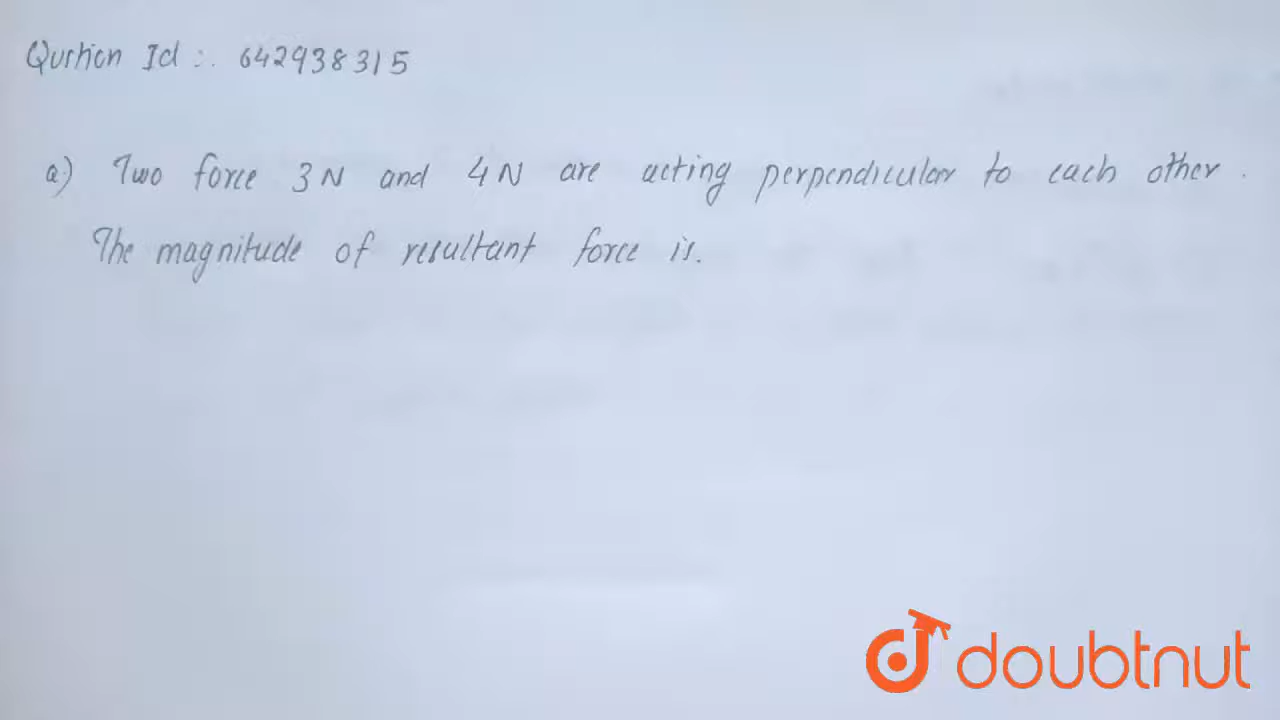 Qustion Id :. 642938315
a) Two force 3N and 4N are acting perpendicular to each other.
The magnitude of resultant force is.
doubtnut